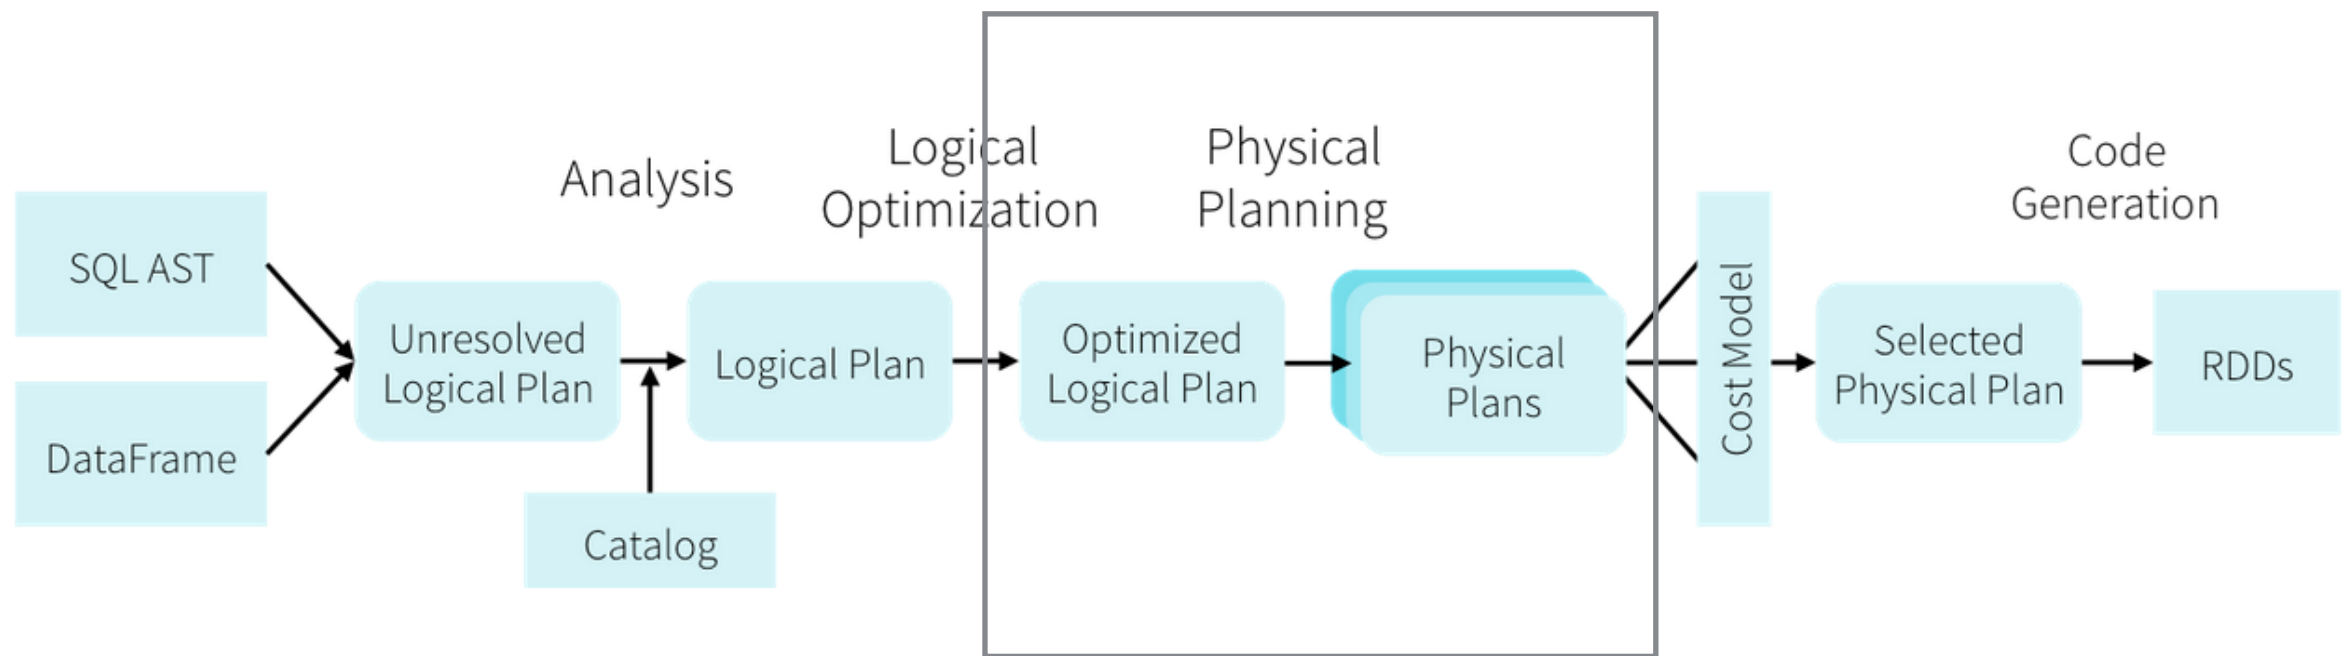 SQL AST
DataFrame
Analysis
Unresolved
Logical Plan
Catalog
Logical
Optimization
Logical Plan
Physical
Planning
Optimized
Logical Plan
Physical
Plans
Cost Model
Code
Generation
Selected
Physical Plan
RDDs